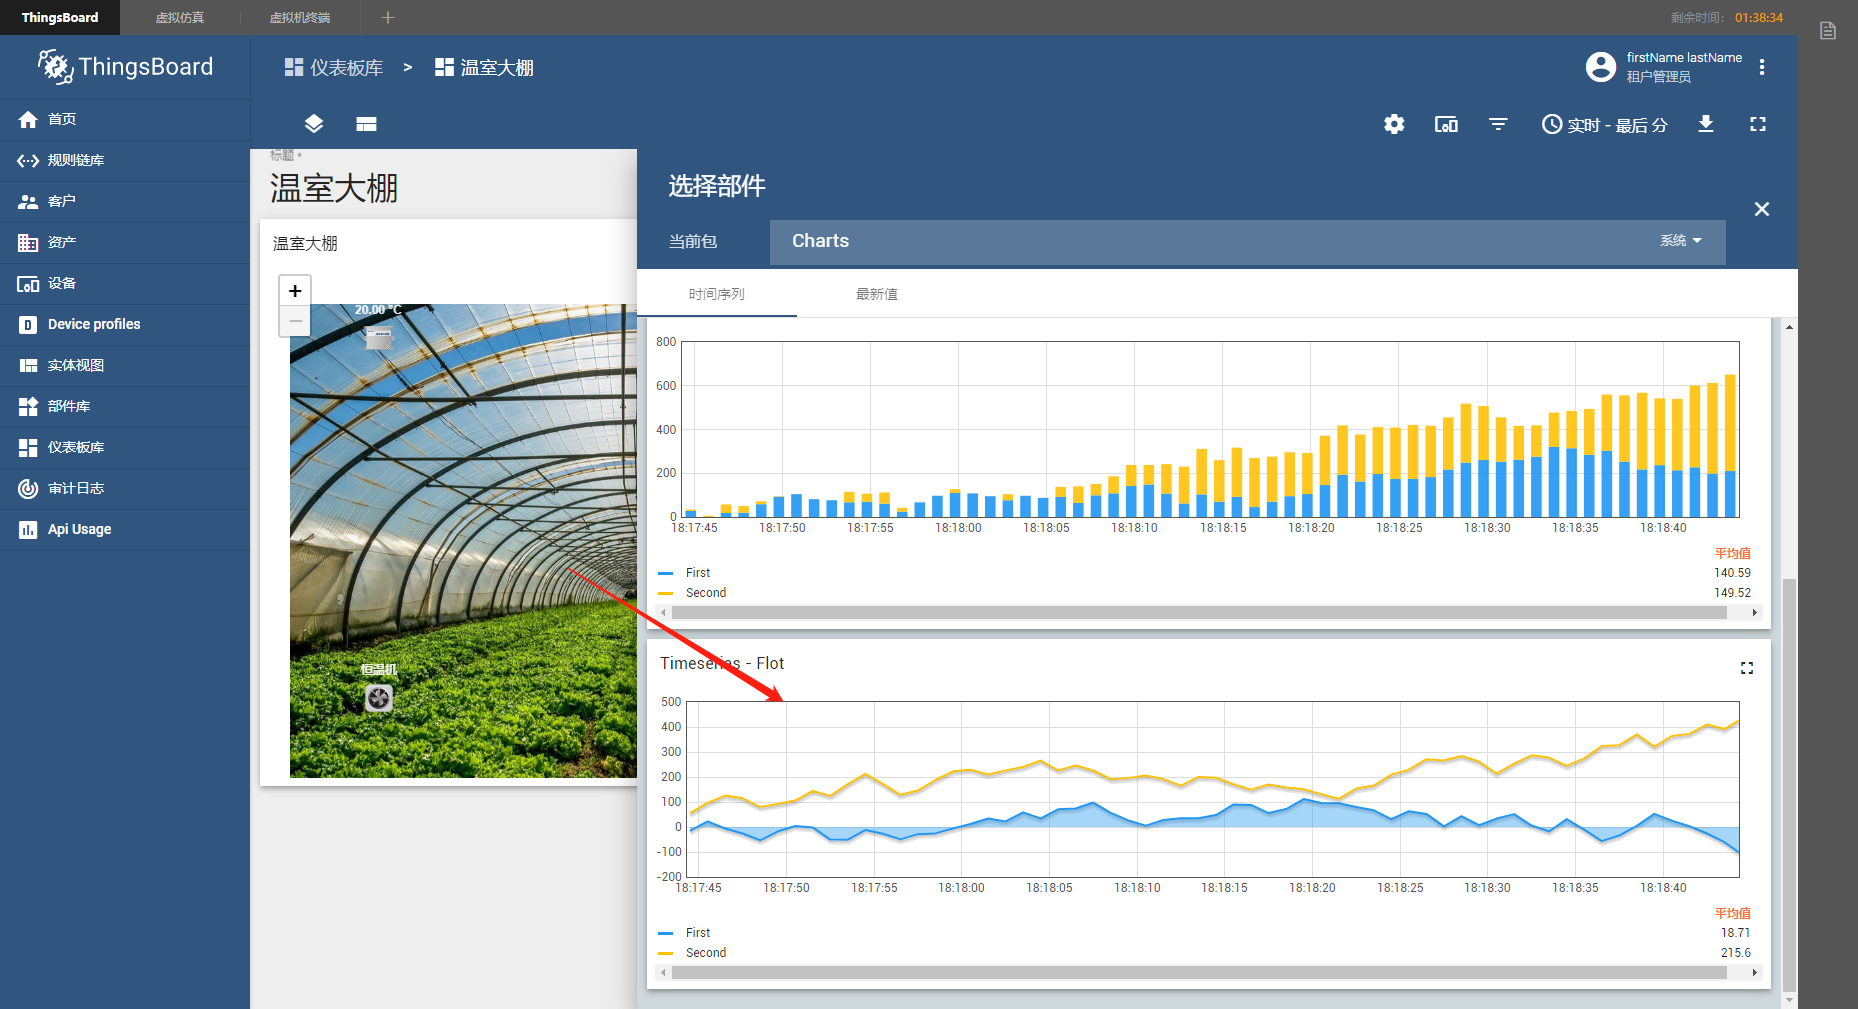 ThingsBoard
虚拟仿真
虚拟机终端
剩余时间: 01:38:34
ThingsBoard
仪表板库 > 温室大棚
firstName lastName
租户管理员
实时 - 最后 分
首页
规则链库
客户
资产
设备
Device profiles
实体视图
部件库
仪表板库
审计日志
Api Usage
标题 *
温室大棚
温室大棚
+
−
20.00 °C
恒温机
选择部件
当前包
Charts
系统
时间序列
最新值
800
600
400
200
0
18:17:45 18:17:50 18:17:55 18:18:00 18:18:05 18:18:10 18:18:15 18:18:20 18:18:25 18:18:30 18:18:35 18:18:40
平均值
First 140.59
Second 149.52
Timeseries - Flot
500
400
300
200
100
0
-100
-200
18:17:45 18:17:50 18:17:55 18:18:00 18:18:05 18:18:10 18:18:15 18:18:20 18:18:25 18:18:30 18:18:35 18:18:40
平均值
First 18.71
Second 215.6